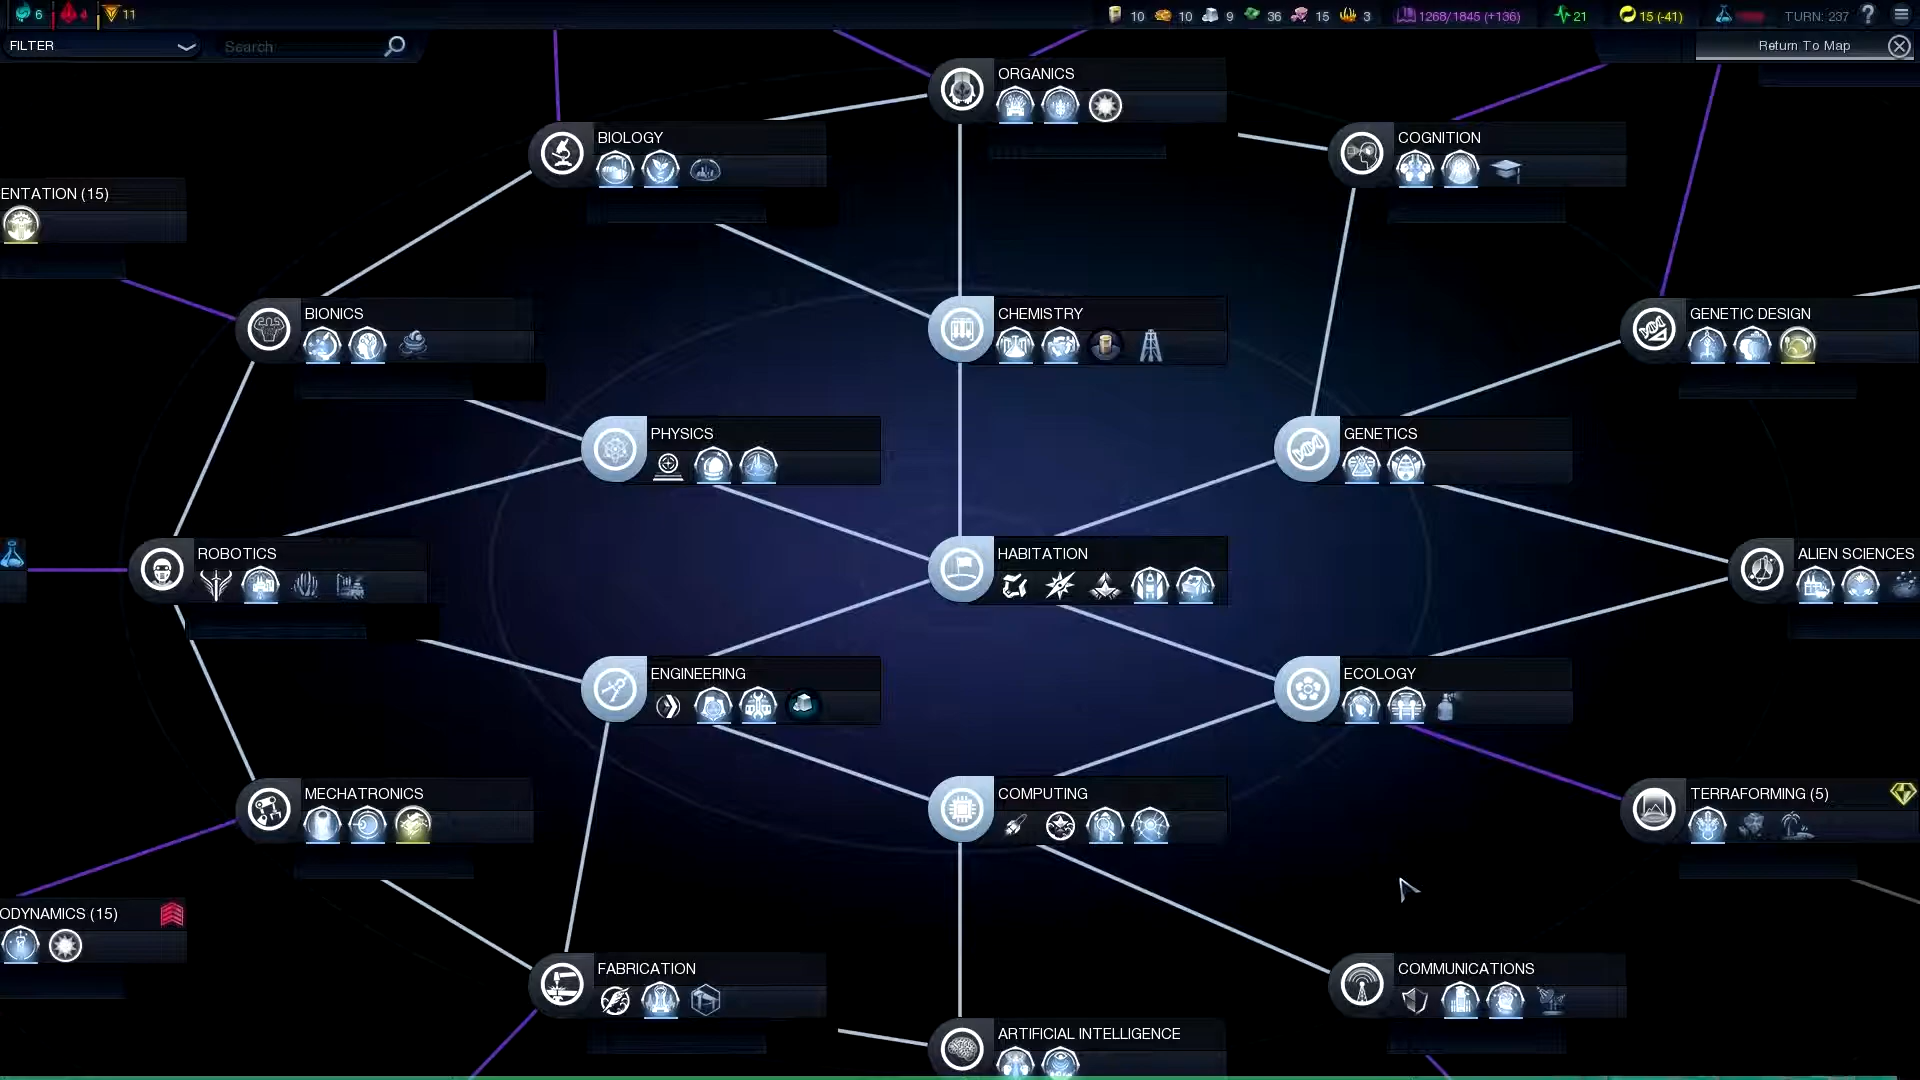 6 4 11 10 10 9 36 15 3 1268/1845 (+136) 21 15 (-41) TURN: 237 ?
FILTER Search Return To Map
ORGANICS
BIOLOGY
COGNITION
ENTATION (15)
BIONICS
CHEMISTRY
GENETIC DESIGN
PHYSICS
GENETICS
ROBOTICS
HABITATION
ALIEN SCIENCES
ENGINEERING
ECOLOGY
MECHATRONICS
COMPUTING
TERRAFORMING (5)
ODYNAMICS (15)
FABRICATION
COMMUNICATIONS
ARTIFICIAL INTELLIGENCE